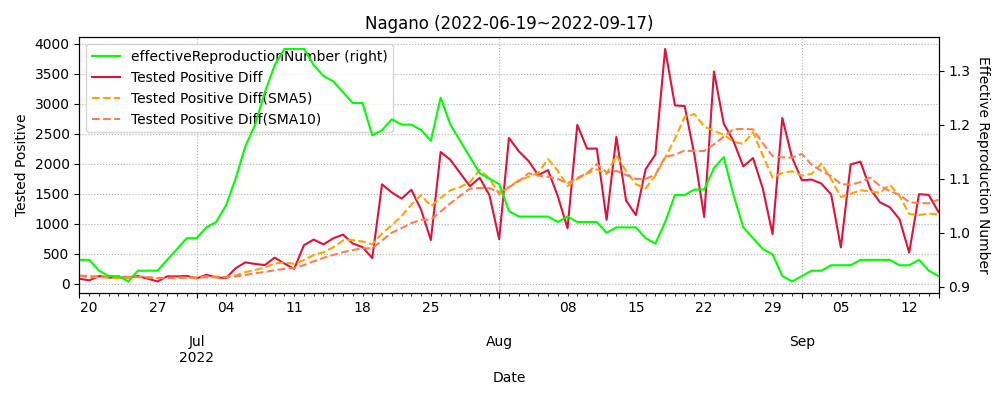 Nagano (2022-06-19~2022-09-17)
effectiveReproductionNumber (right)
Tested Positive Diff
Tested Positive Diff(SMA5)
Tested Positive Diff(SMA10)
Tested Positive
4000
3500
3000
2500
2000
1500
1000
500
0
Effective Reproduction Number
1.3
1.2
1.1
1.0
0.9
20 27 04 11 18 25 08 15 22 29 05 12
Jul Aug Sep
2022
Date